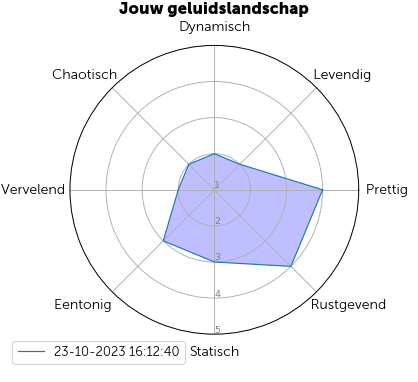 Jouw geluidslandschap
Dynamisch
Chaotisch
Levendig
Vervelend
Prettig
1
2
3
4
5
Eentonig
Rustgevend
23-10-2023 16:12:40
Statisch